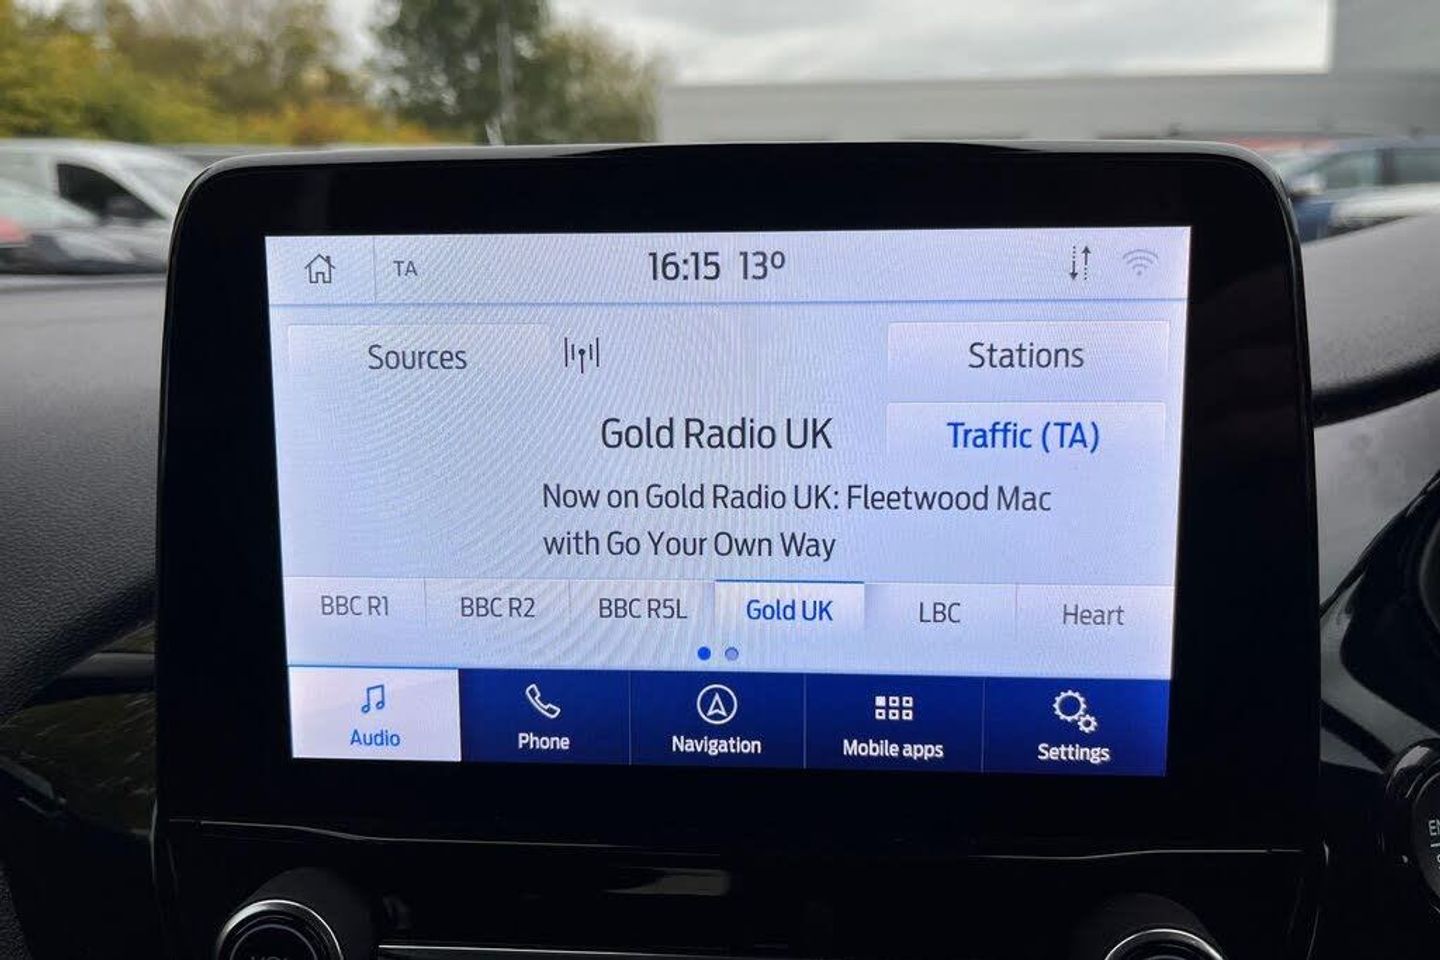 TA
16:15 13º
Sources
Stations
Gold Radio UK
Traffic (TA)
Now on Gold Radio UK: Fleetwood Mac
with Go Your Own Way
BBC R1
BBC R2
BBC R5L
Gold UK
LBC
Heart
Audio
Phone
Navigation
Mobile apps
Settings